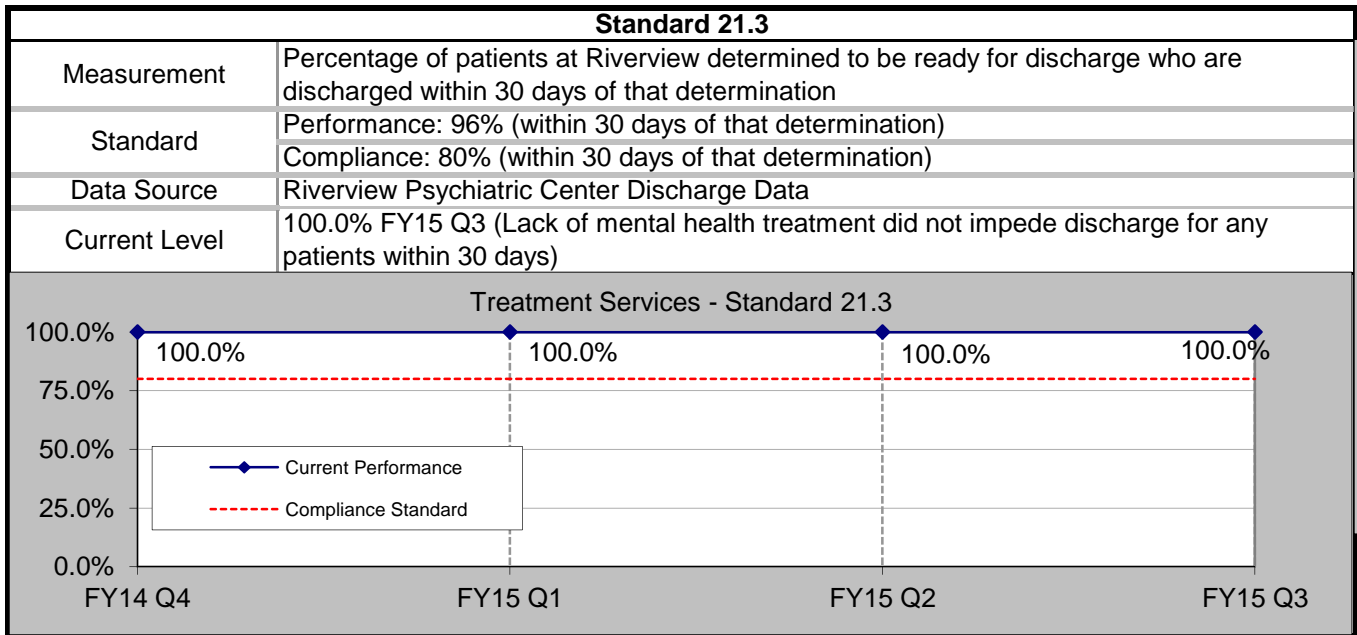 Standard 21.3
Measurement
Percentage of patients at Riverview determined to be ready for discharge who are
discharged within 30 days of that determination
Standard
Performance: 96% (within 30 days of that determination)
Compliance: 80% (within 30 days of that determination)
Data Source
Riverview Psychiatric Center Discharge Data
Current Level
100.0% FY15 Q3 (Lack of mental health treatment did not impede discharge for any
patients within 30 days)
Treatment Services - Standard 21.3
100.0%
100.0% 100.0% 100.0% 100.0%
75.0%
50.0%
Current Performance
25.0%
Compliance Standard
0.0%
FY14 Q4 FY15 Q1 FY15 Q2 FY15 Q3